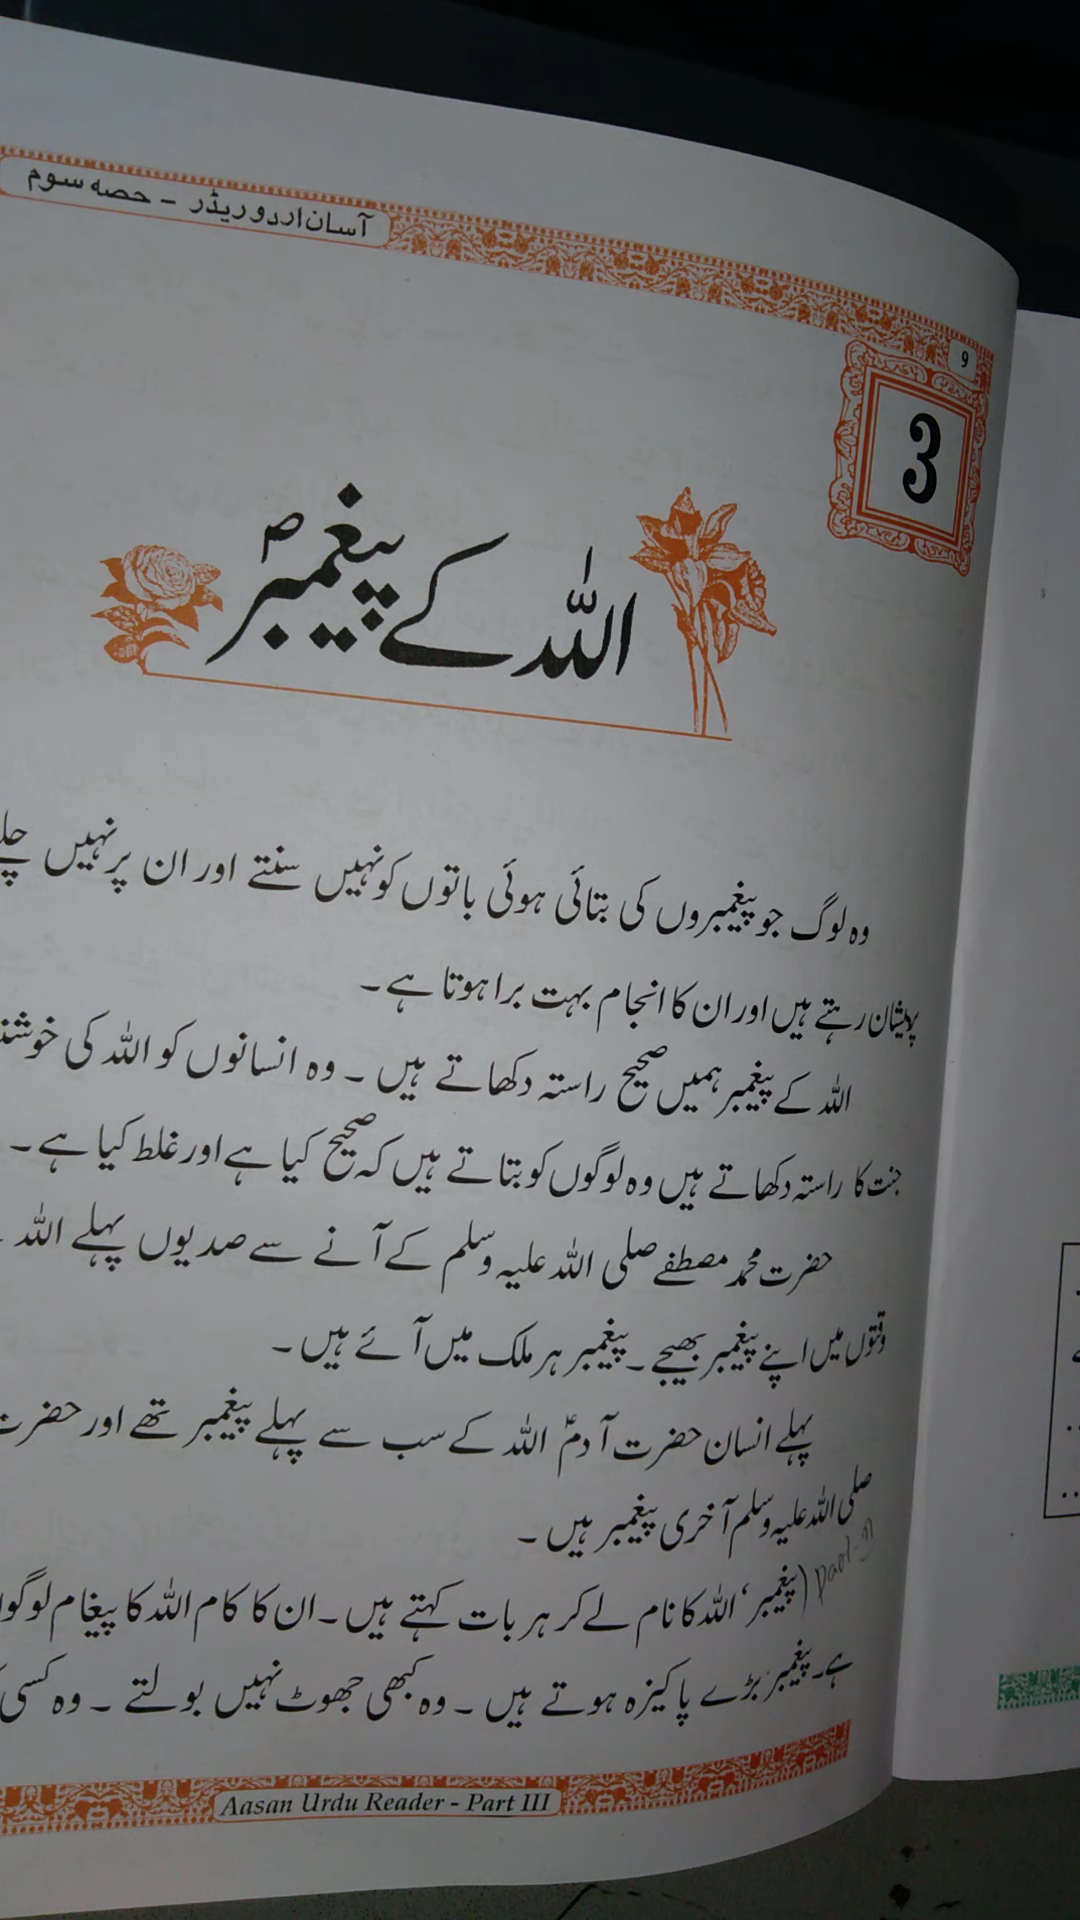 آسان اردو ریڈر - حصہ سوم
9
3
اللہ کے پیغمبرؐ
وہ لوگ جو پیغمبروں کی بتائی ہوئی باتوں کو نہیں سنتے اور ان پر نہیں
پریشان رہتے ہیں اور ان کا انجام بہت برا ہوتا ہے۔
اللہ کے پیغمبر ہمیں صحیح راستہ دکھاتے ہیں۔ وہ انسانوں کو اللہ کی
جنت کا راستہ دکھاتے ہیں وہ لوگوں کو بتاتے ہیں کہ صحیح کیا ہے اور غلط کیا ہے۔
حضرت محمد مصطفےٰ صلی اللہ علیہ وسلم کے آنے سے صدیوں پہلے اللہ
وقتوں میں اپنے پیغمبر بھیجے۔ پیغمبر ہر ملک میں آئے ہیں۔
پہلے انسان حضرت آدمؑ اللہ کے سب سے پہلے پیغمبر تھے اور حضرت
صلی اللہ علیہ وسلم آخری پیغمبر ہیں۔
(پیغمبر، اللہ کا نام لے کر ہر بات کہتے ہیں۔ ان کا کام اللہ کا پیغام
ہے۔ پیغمبر بڑے پاکیزہ ہوتے ہیں۔ وہ کبھی جھوٹ نہیں بولتے۔ وہ کسی
Aasan Urdu Reader - Part III